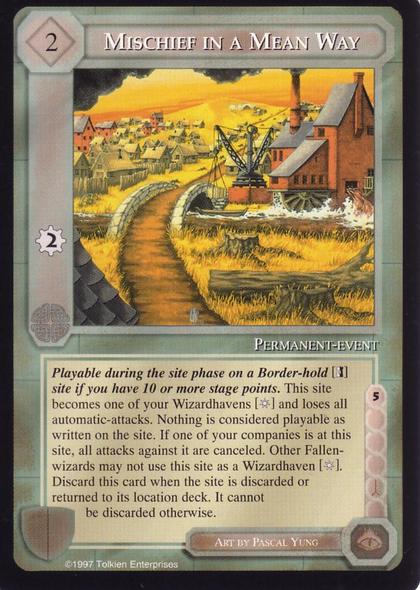 2
MISCHIEF IN A MEAN WAY
2
PERMANENT-EVENT
Playable during the site phase on a Border-hold
site if you have 10 or more stage points. This site
becomes one of your Wizardhavens [ ] and loses all
automatic-attacks. Nothing is considered playable as
written on the site. If one of your companies is at this
site, all attacks against it are canceled. Other Fallen-
wizards may not use this site as a Wizardhaven [ ].
Discard this card when the site is discarded or
returned to its location deck. It cannot
be discarded otherwise.
5
ART BY PASCAL YUNG
©1997 Tolkien Enterprises